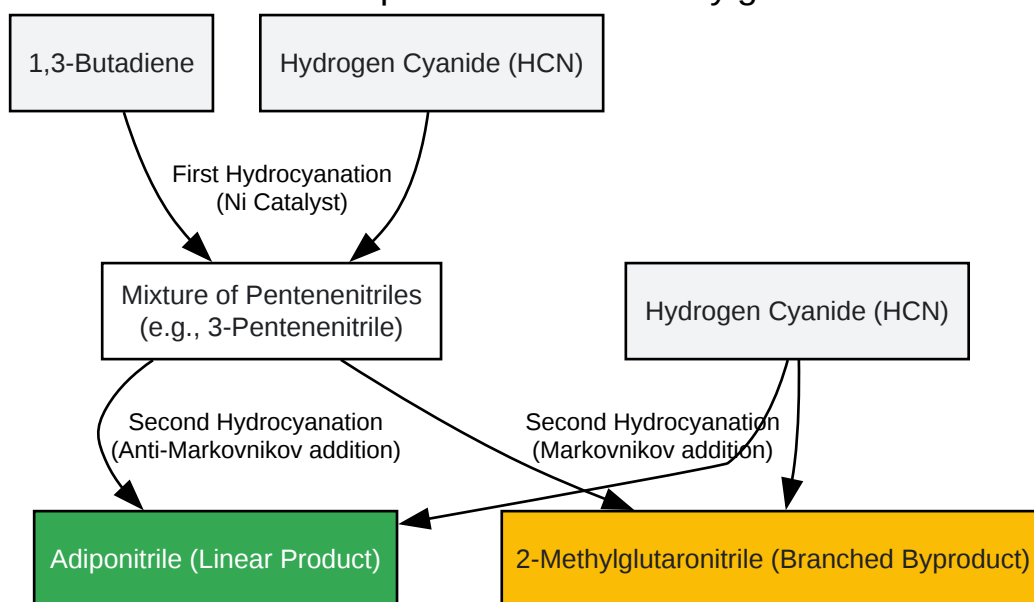 1,3-Butadiene
Hydrogen Cyanide (HCN)
First Hydrocyanation
(Ni Catalyst)
Mixture of Pentenenitriles
(e.g., 3-Pentenenitrile)
Hydrogen Cyanide (HCN)
Second Hydrocyanation
(Anti-Markovnikov addition)
Second Hydrocyanation
(Markovnikov addition)
Adiponitrile (Linear Product)
2-Methylglutaronitrile (Branched Byproduct)